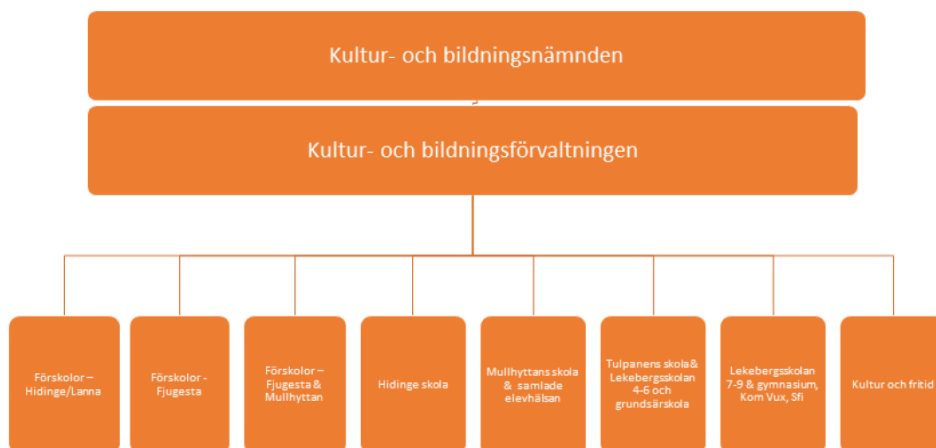 Kultur- och bildningsnämnden
Kultur- och bildningsförvaltningen
Förskolor –
Hidinge/Lanna
Förskolor -
Fjugesta
Förskolor –
Fjugesta &
Mullhyttan
Hidinge skola
Mullhyttans skola
& samlade
elevhälsan
Tulpanens skola&
Lekebergsskolan
4-6 och
grundsärskola
Lekebergsskolan
7-9 & gymnasium,
Kom Vux, Sfi
Kultur och fritid